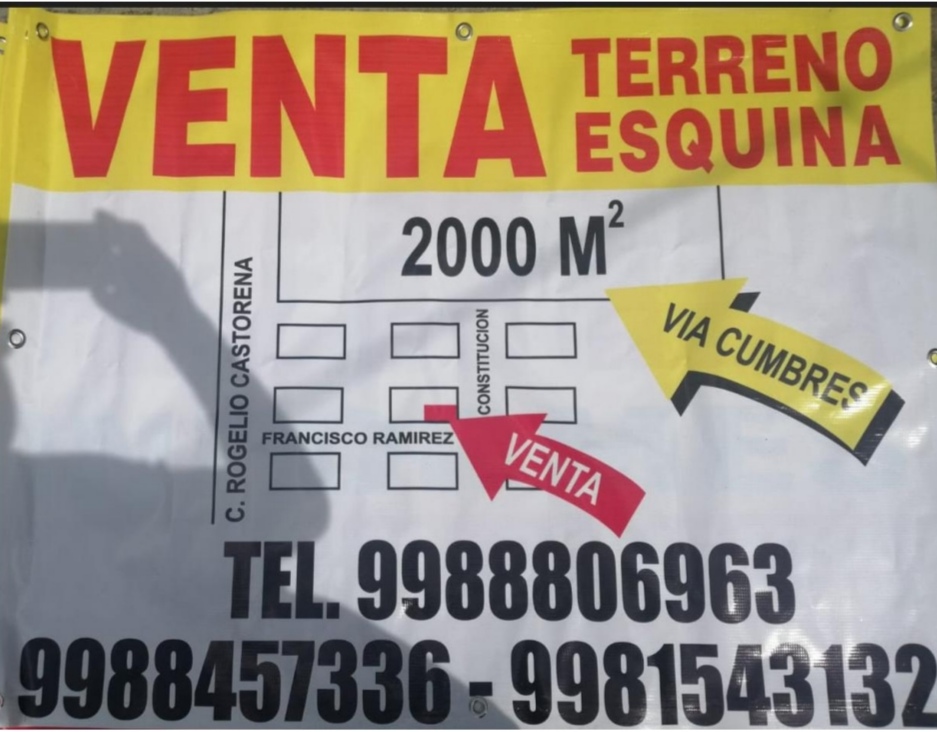 VENTA
TERRENO
ESQUINA
2000 M²
C. ROGELIO CASTORENA
CONSTITUCION
VIA CUMBRES
FRANCISCO RAMIREZ
VENTA
TEL. 9988806963
9988457336 - 9981543132